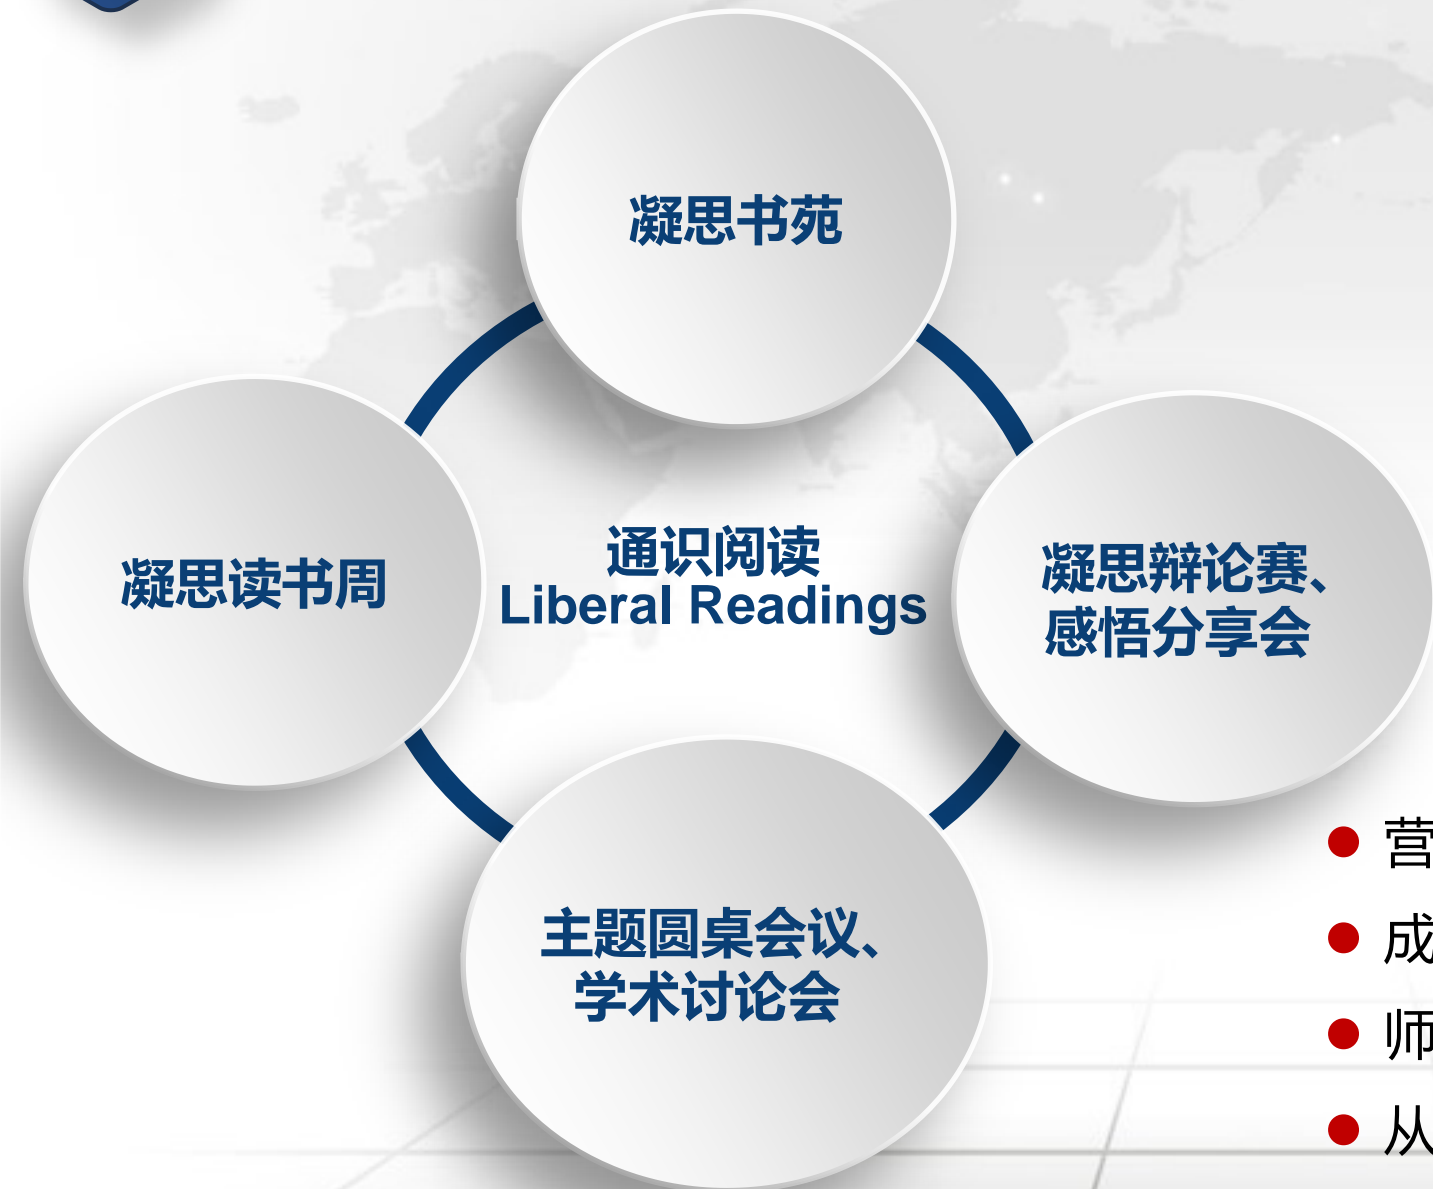 凝思书苑
凝思读书周
通识阅读
Liberal Readings
凝思辩论赛、
感悟分享会
主题圆桌会议、
学术讨论会
营
成
师
从